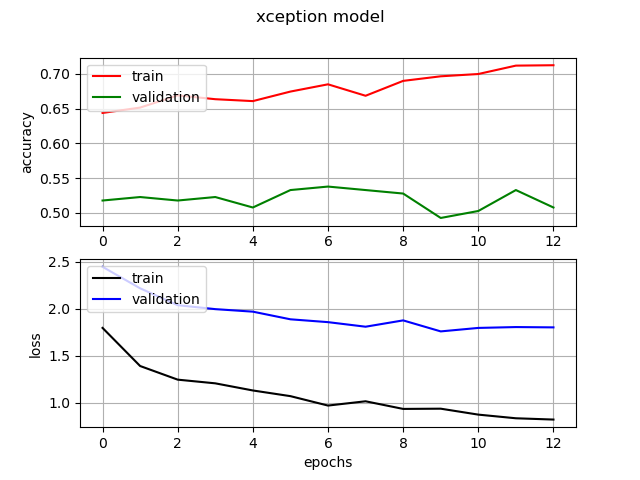 xception model
train
validation
accuracy
0.70
0.65
0.60
0.55
0.50
0 2 4 6 8 10 12
train
validation
loss
2.5
2.0
1.5
1.0
0 2 4 6 8 10 12
epochs